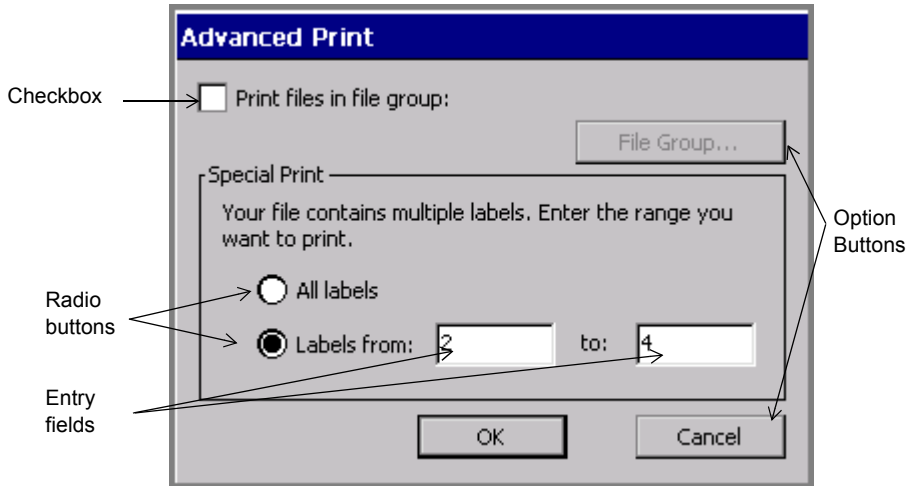 Advanced Print
Checkbox
Print files in file group:
File Group...
Special Print
Your file contains multiple labels. Enter the range you
want to print.
Option
Buttons
All labels
Radio
buttons
Labels from: 2 to: 4
Entry
fields
OK Cancel